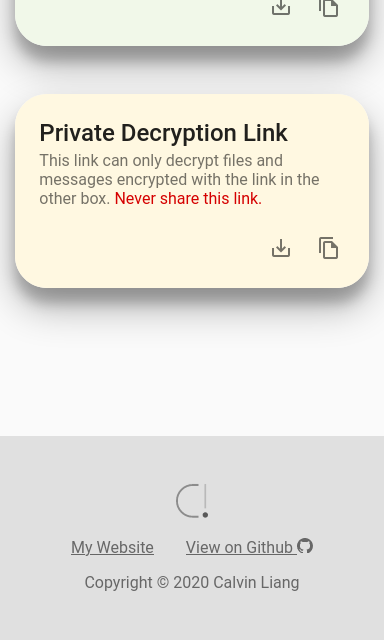 Private Decryption Link
This link can only decrypt files and
messages encrypted with the link in the
other box. Never share this link.
My Website View on Github
Copyright © 2020 Calvin Liang